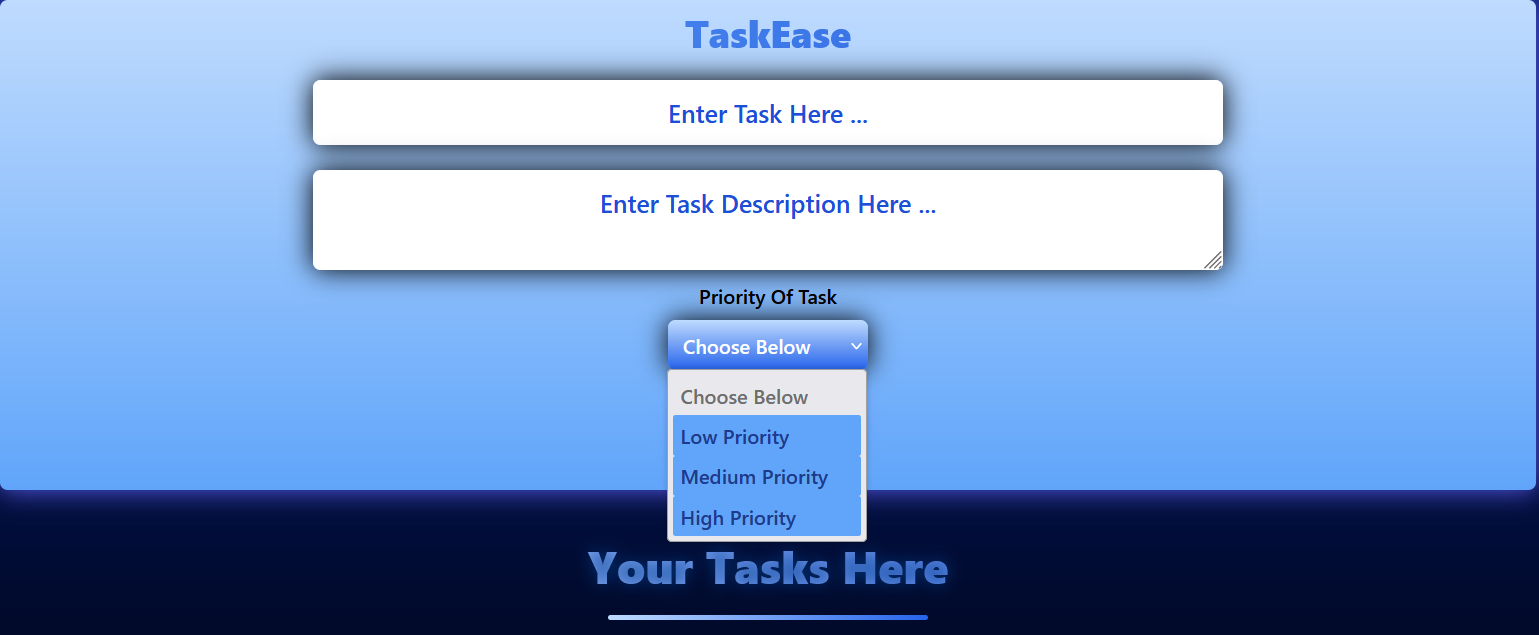 TaskEase
Enter Task Here ...
Enter Task Description Here ...
Priority Of Task
Choose Below
Choose Below
Low Priority
Medium Priority
High Priority
Your Tasks Here